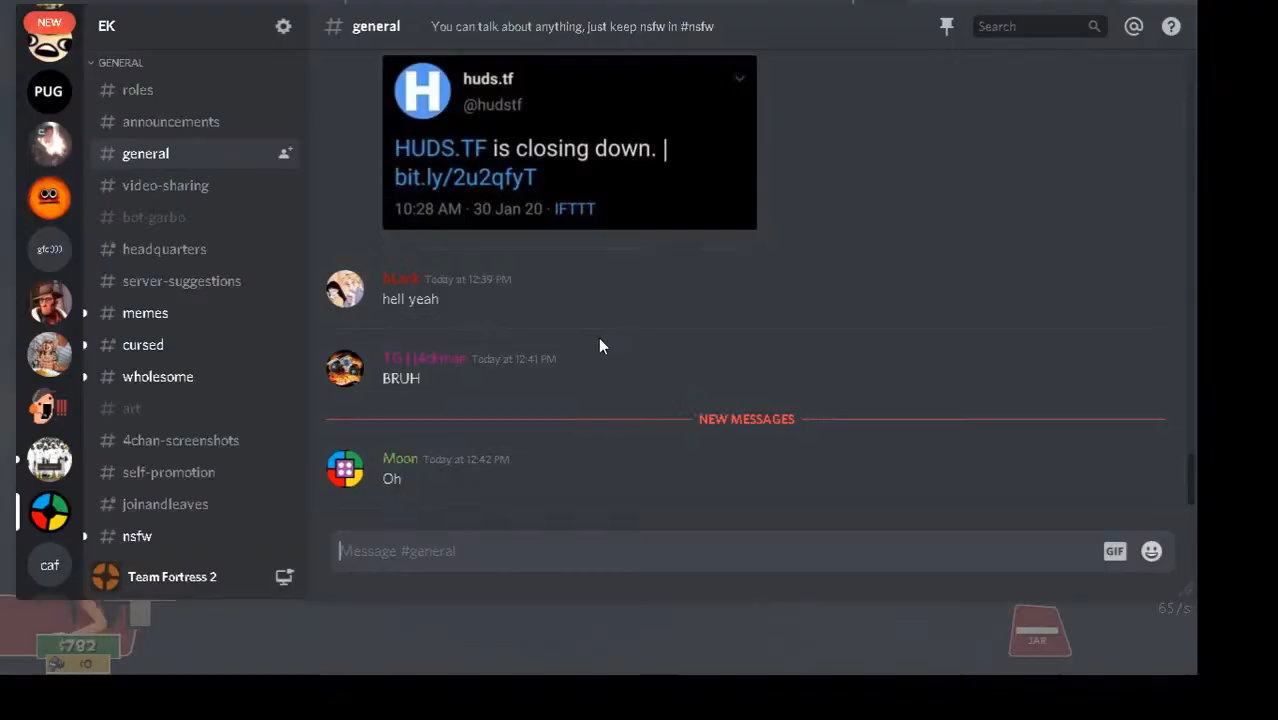 NEW
PUG
gfc)))
caf
EK
GENERAL
# roles
# announcements
# general
# video-sharing
# bot-garbo
# headquarters
# server-suggestions
# memes
# cursed
# wholesome
# art
# 4chan-screenshots
# self-promotion
# joinandleaves
# nsfw
Team Fortress 2
# general You can talk about anything, just keep nsfw in #nsfw
Search
huds.tf
@hudstf
HUDS.TF is closing down. |
bit.ly/2u2qfyT
10:28 AM · 30 Jan 20 · IFTTT
Today at 12:39 PM
hell yeah
Today at 12:41 PM
BRUH
NEW MESSAGES
Moon Today at 12:42 PM
Oh
Message #general
GIF
65/s
JAR
$782
0